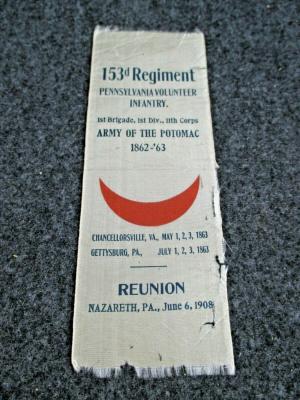 153d Regiment
PENNSYLVANIA VOLUNTEER
INFANTRY.
1st Brigade, 1st Div., 11th Corps
ARMY OF THE POTOMAC
1862-'63
CHANCELLORSVILLE, VA., MAY 1, 2, 3, 1863
GETTYSBURG, PA., JULY 1, 2, 3, 1863
REUNION
NAZARETH, PA., June 6, 1908